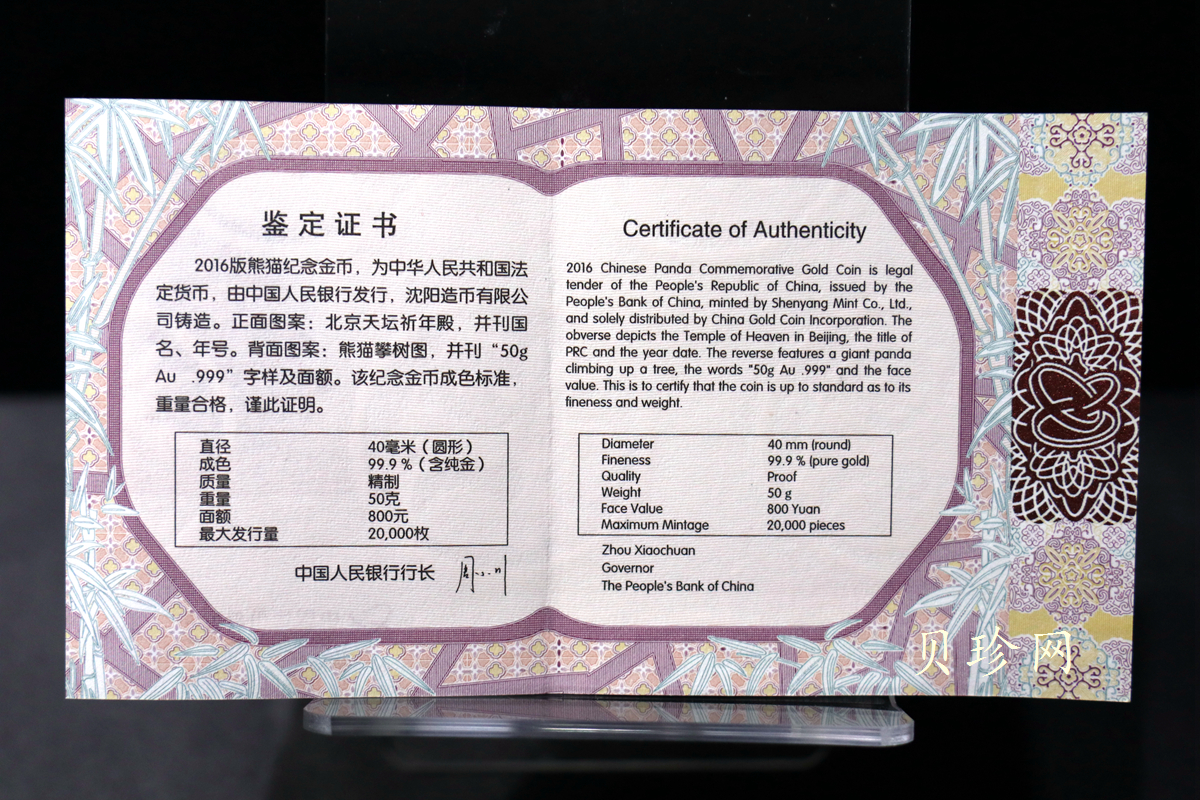 鉴定证书
2016版熊猫纪念金币，为中华人民共和国法
定货币，由中国人民银行发行，沈阳造币有限公
司铸造。正面图案：北京天坛祈年殿，并刊国
名、年号。背面图案：熊猫攀树图，并刊“50g
Au .999”字样及面额。该纪念金币成色标准，
重量合格，谨此证明。
直径 40毫米（圆形）
成色 99.9％（含纯金）
质量 精制
重量 50克
面额 800元
最大发行量 20,000枚
中国人民银行行长 周小川
Certificate of Authenticity
2016 Chinese Panda Commemorative Gold Coin is legal
tender of the People's Republic of China, issued by the
People's Bank of China, minted by Shenyang Mint Co., Ltd.,
and solely distributed by China Gold Coin Incorporation. The
obverse depicts the Temple of Heaven in Beijing, the title of
PRC and the year date. The reverse features a giant panda
climbing up a tree, the words "50g Au .999" and the face
value. This is to certify that the coin is up to standard as to its
fineness and weight.
Diameter 40 mm (round)
Fineness 99.9 % (pure gold)
Quality Proof
Weight 50 g
Face Value 800 Yuan
Maximum Mintage 20,000 pieces
Zhou Xiaochuan
Governor
The People's Bank of China
贝珍网